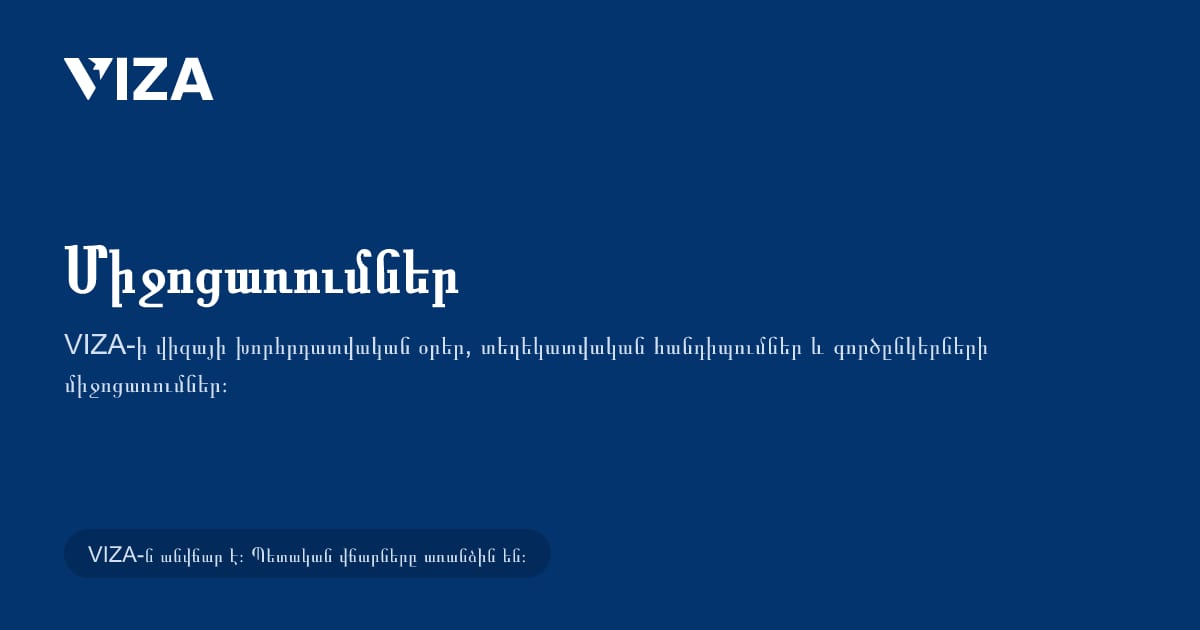 VIZA
Միջոցառումներ
VIZA-ի վիզայի խորհրդատվական օրեր, տեղեկատվական հանդիպումներ և գործընկերների
միջոցառումներ։
VIZA-ն անվճար է։ Պետական վճարները առանձին են։